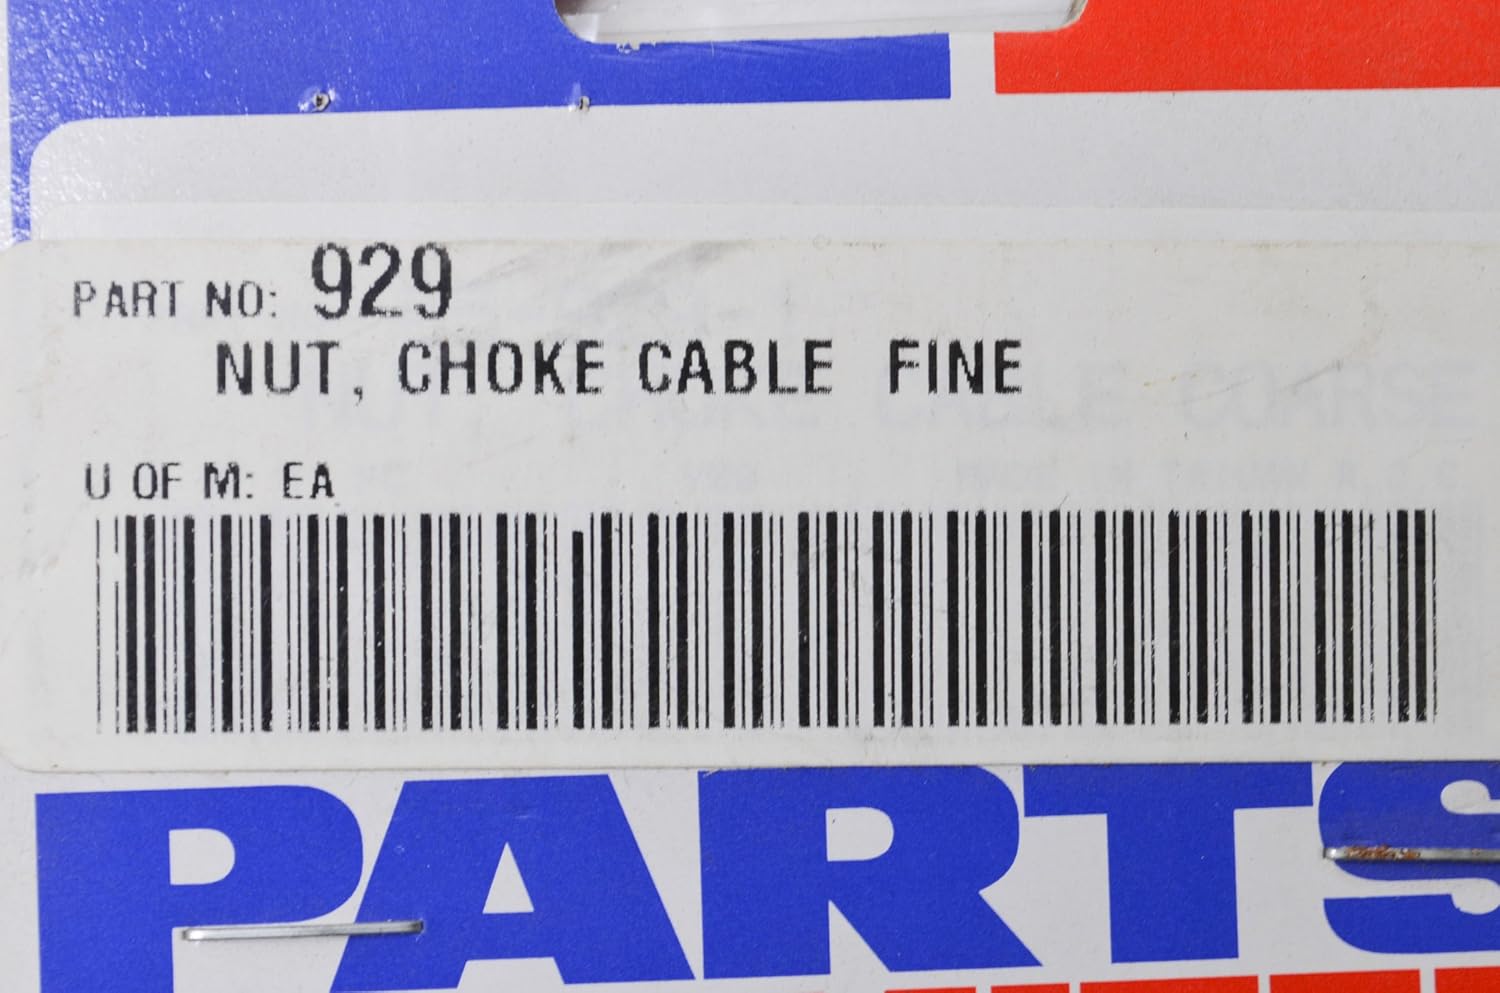 PART NO: 929
NUT, CHOKE CABLE FINE
U OF M: EA
PARTS